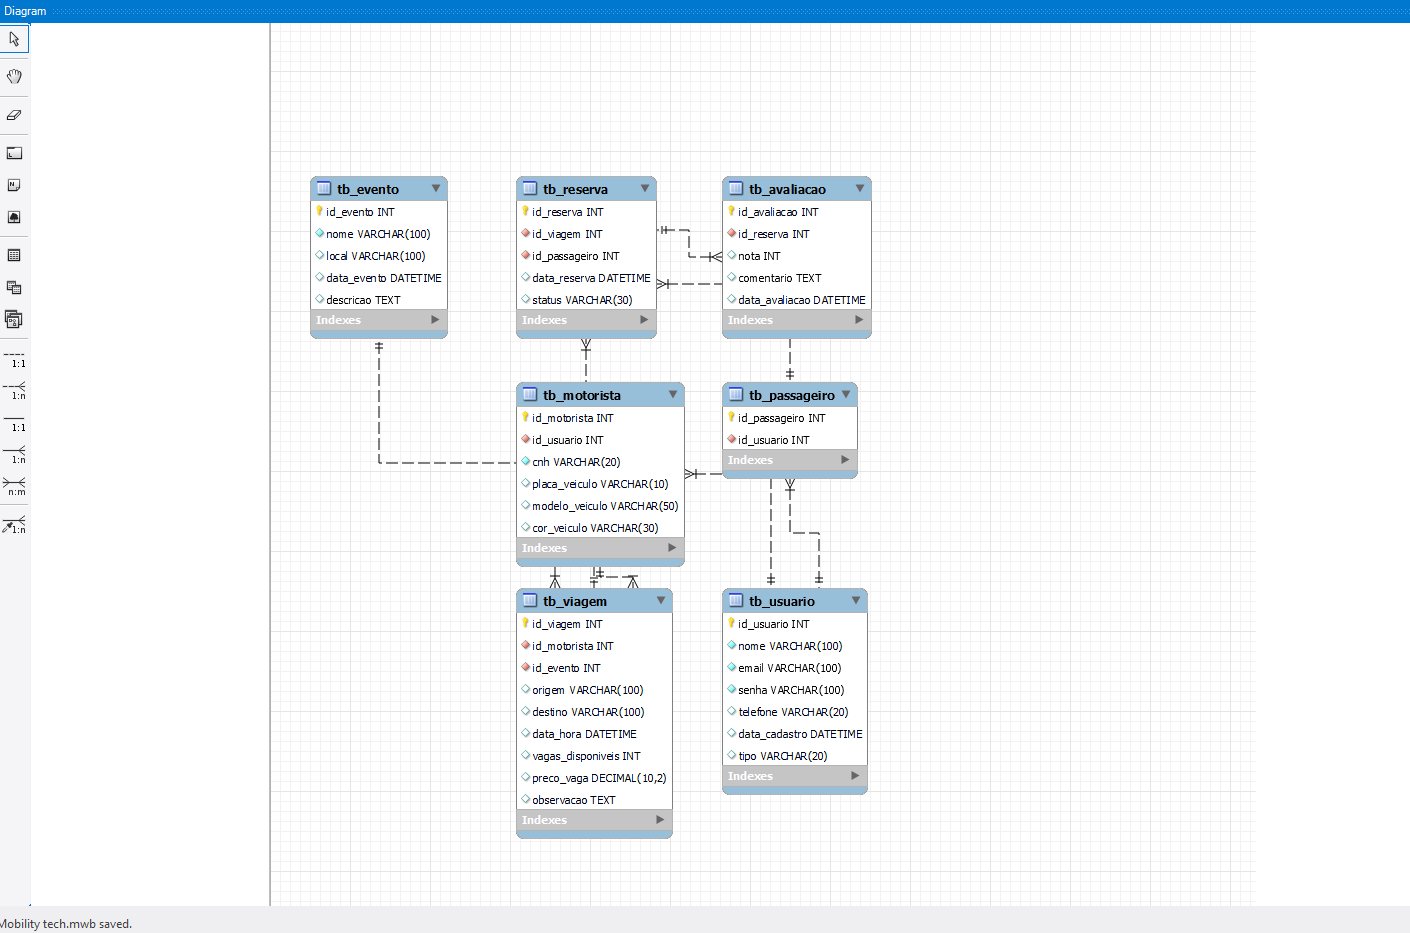 Diagram
1:1
1:n
1:1
1:n
n:m
1:n
tb_evento
id_evento INT
nome VARCHAR(100)
local VARCHAR(100)
data_evento DATETIME
descricao TEXT
Indexes
tb_reserva
id_reserva INT
id_viagem INT
id_passageiro INT
data_reserva DATETIME
status VARCHAR(30)
Indexes
tb_avaliacao
id_avaliacao INT
id_reserva INT
nota INT
comentario TEXT
data_avaliacao DATETIME
Indexes
tb_motorista
id_motorista INT
id_usuario INT
cnh VARCHAR(20)
placa_veiculo VARCHAR(10)
modelo_veiculo VARCHAR(50)
cor_veiculo VARCHAR(30)
Indexes
tb_passageiro
id_passageiro INT
id_usuario INT
Indexes
tb_viagem
id_viagem INT
id_motorista INT
id_evento INT
origem VARCHAR(100)
destino VARCHAR(100)
data_hora DATETIME
vagas_disponiveis INT
preco_vaga DECIMAL(10,2)
observacao TEXT
Indexes
tb_usuario
id_usuario INT
nome VARCHAR(100)
email VARCHAR(100)
senha VARCHAR(100)
telefone VARCHAR(20)
data_cadastro DATETIME
tipo VARCHAR(20)
Indexes
Mobility tech.mwb saved.